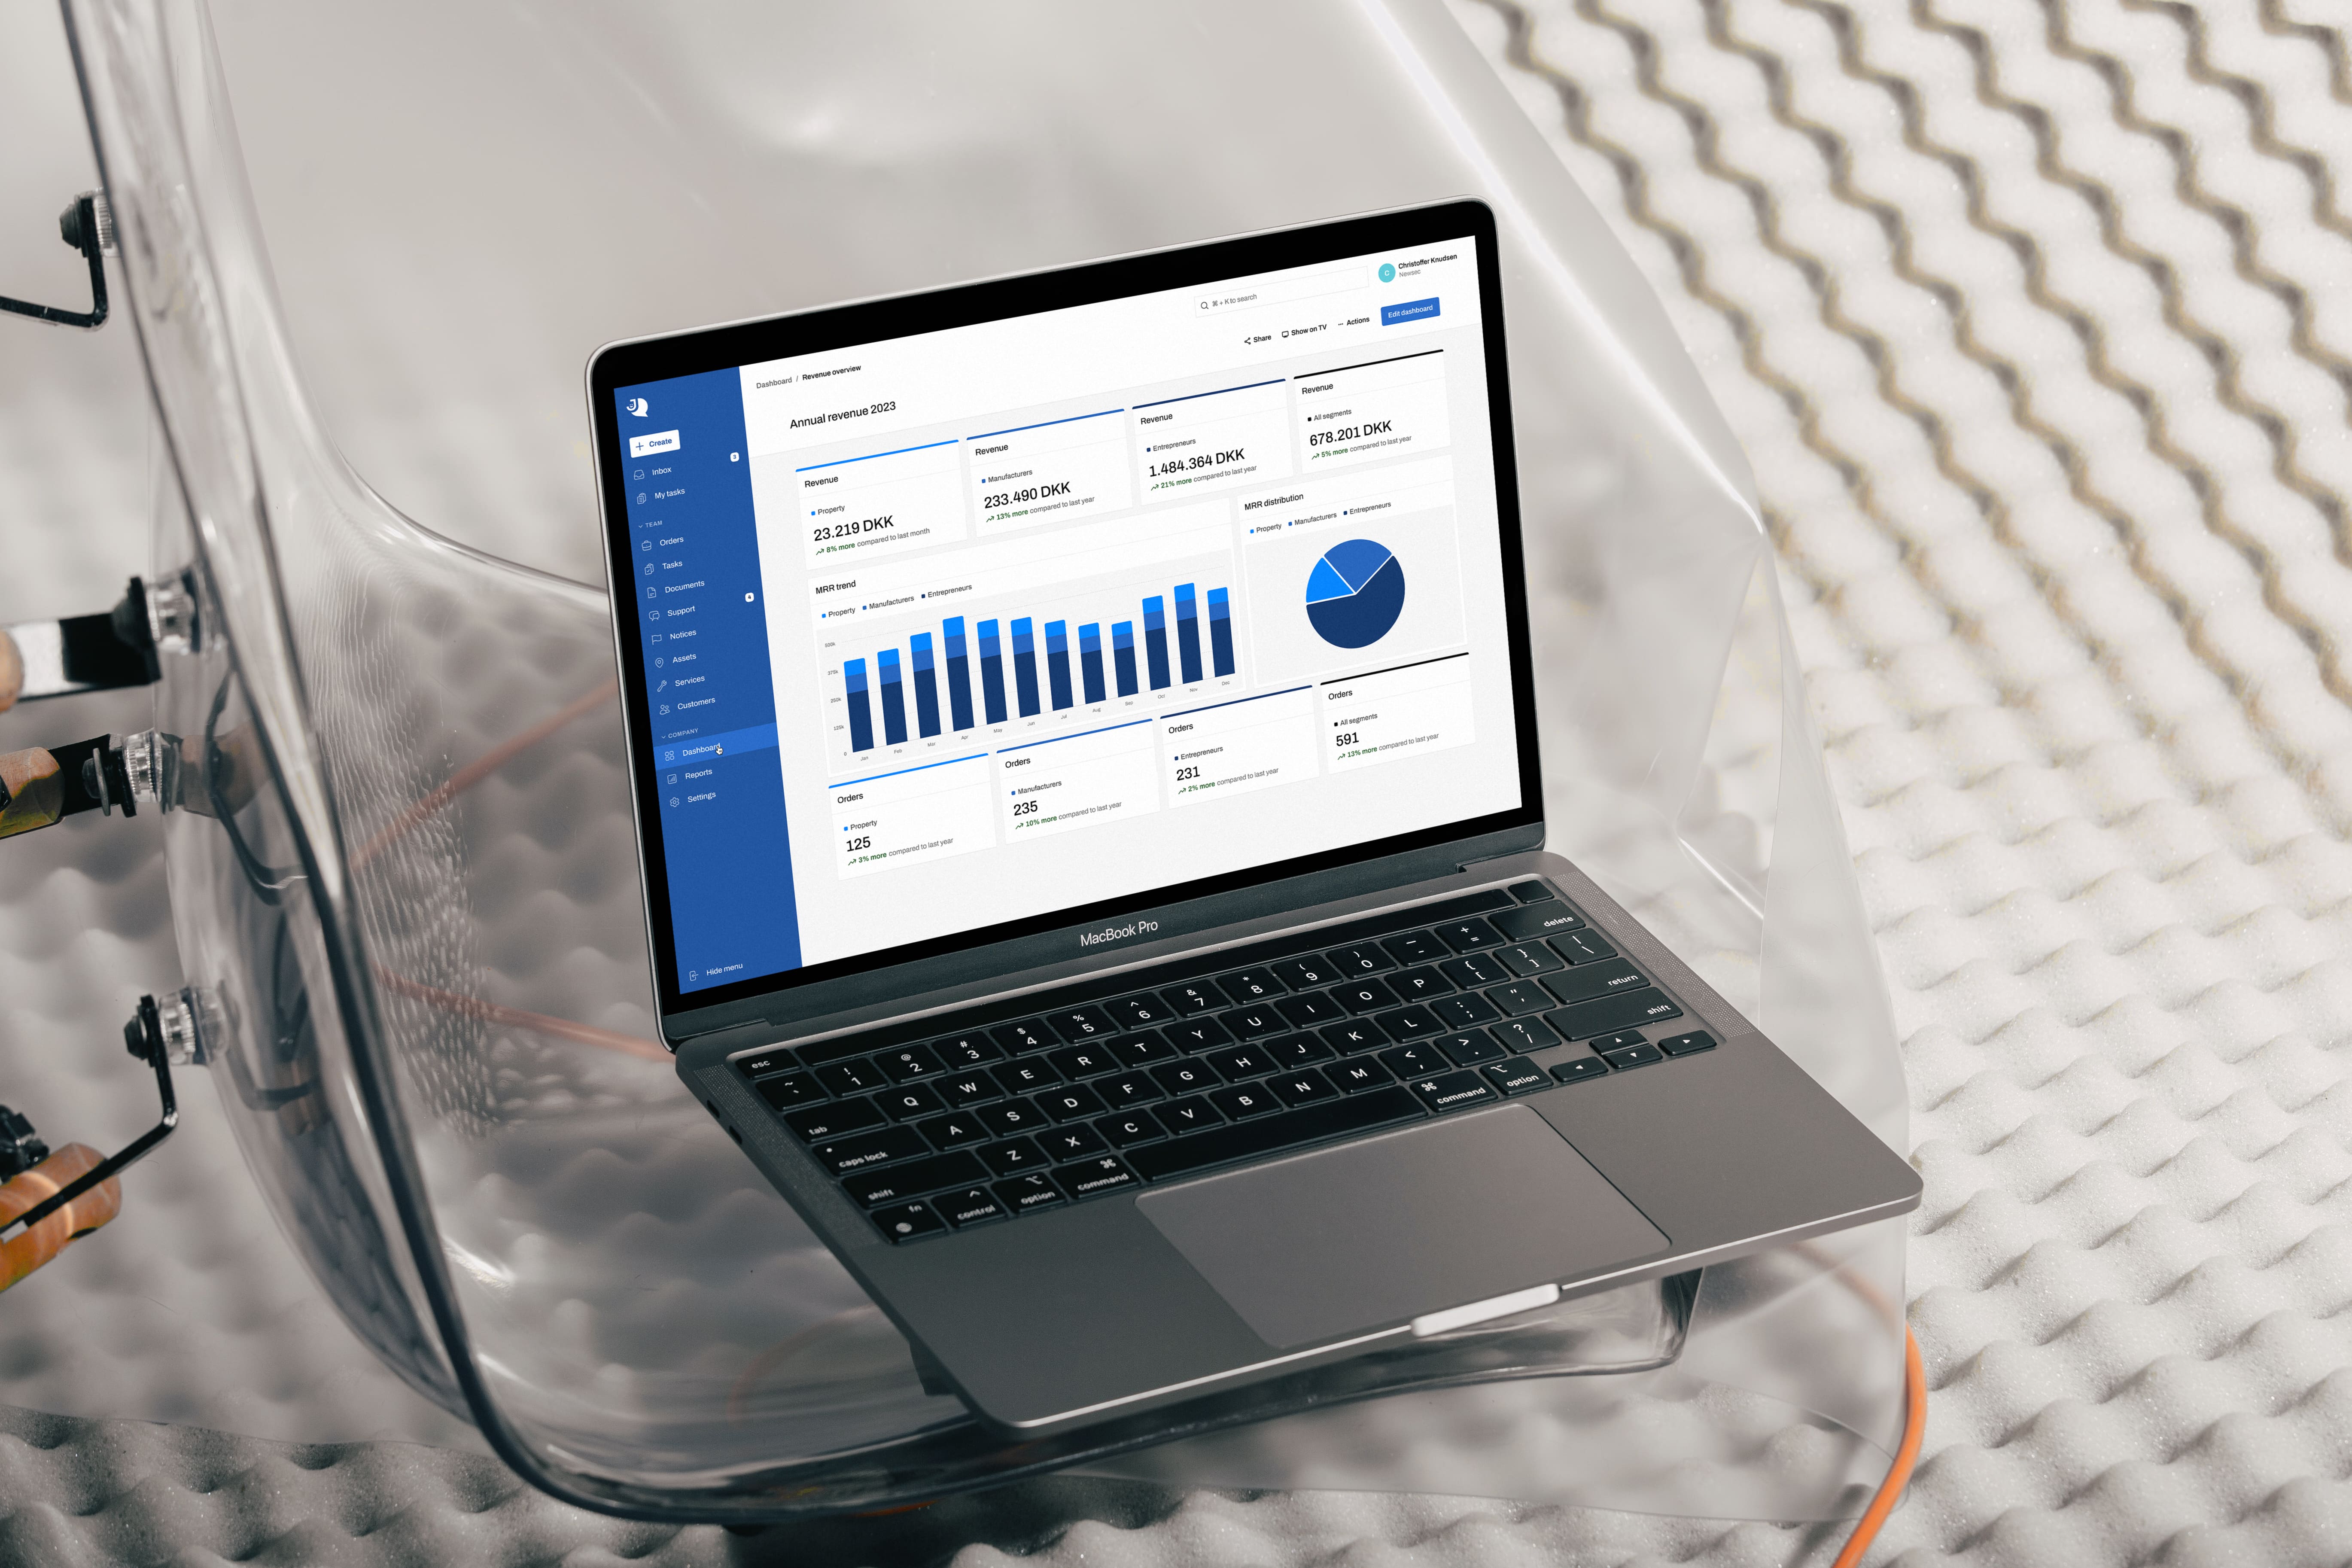 Christoffer Knudsen
Newsec
⌘ + K to search
Share
Show on TV
Actions
Edit dashboard
Dashboard / Revenue overview
Annual revenue 2023
Create
Inbox 3
My tasks
TEAM
Orders
Tasks
Documents
Support
Notices
Assets
Services
Customers
COMPANY
Dashboard
Reports
Settings
Hide menu
Revenue
Property
23.219 DKK
8% more compared to last month
Revenue
Manufacturers
233.490 DKK
13% more compared to last year
Revenue
Entrepreneurs
1.484.364 DKK
21% more compared to last year
Revenue
All segments
678.201 DKK
5% more compared to last year
MRR trend
Property Manufacturers Entrepreneurs
375k
125k
0
Jan Feb Mar Apr May Jun Jul Aug Sep Oct Nov Dec
MRR distribution
Property Manufacturers Entrepreneurs
Orders
Property
125
3% more compared to last year
Orders
Manufacturers
235
10% more compared to last year
Orders
Entrepreneurs
231
2% more compared to last year
Orders
All segments
591
13% more compared to last year
MacBook Pro
esc
~ ` ! 1 @ 2 # 3 $ 4 % 5 ^ 6 & 7 * 8 ( 9 ) 0 _ - + = delete
tab Q W E R T Y U I O P { [ } ] | \
caps lock A S D F G H J K L : ; " ' return
shift Z X C V B N M < , > . ? / shift
fn control option ⌘ command ⌘ command option